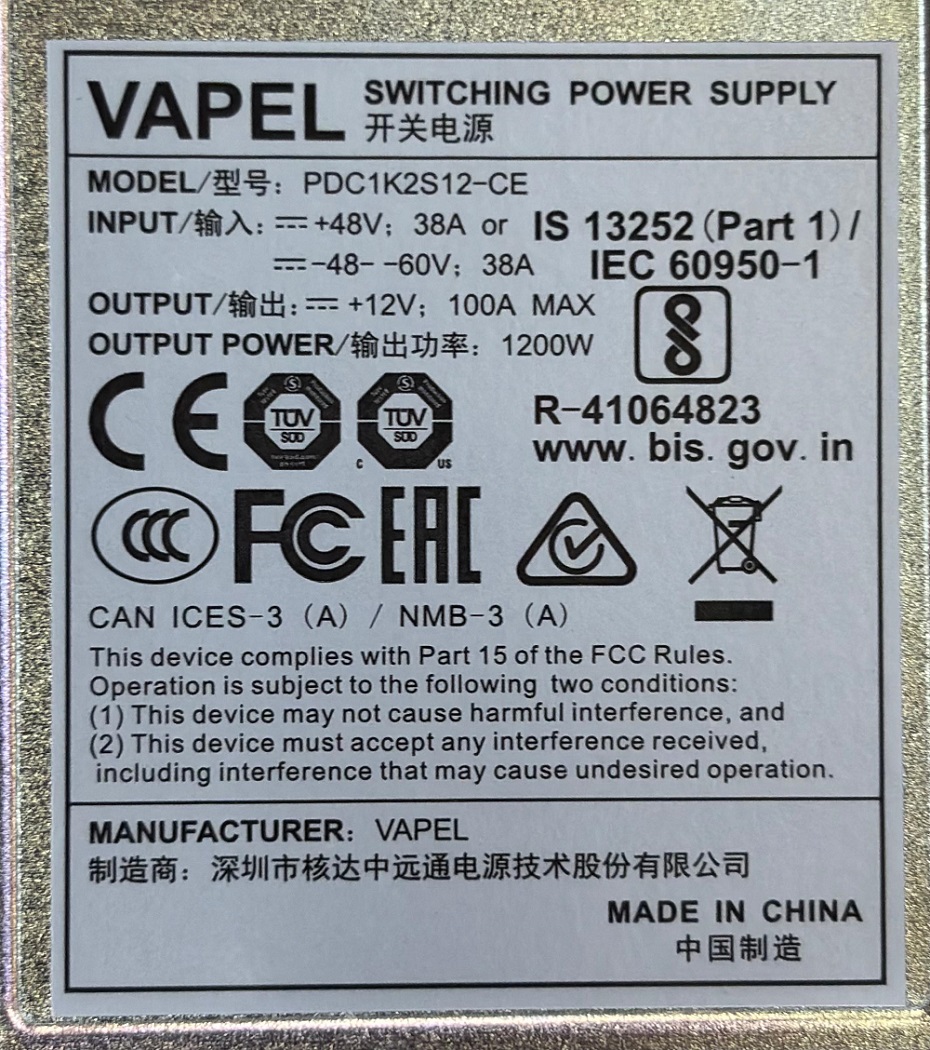 VAPEL SWITCHING POWER SUPPLY
开关电源
MODEL/型号: PDC1K2S12-CE
INPUT/输入: ⎓ +48V; 38A or
⎓ -48- -60V; 38A
IS 13252 (Part 1) /
IEC 60950-1
OUTPUT/输出: ⎓ +12V; 100A MAX
OUTPUT POWER/输出功率: 1200W
R-41064823
www. bis. gov. in
CE
TÜV
SÜD
TÜV
SÜD
C US
CCC FC EAC
CAN ICES-3 (A) / NMB-3 (A)
This device complies with Part 15 of the FCC Rules.
Operation is subject to the following two conditions:
(1) This device may not cause harmful interference, and
(2) This device must accept any interference received,
including interference that may cause undesired operation.
MANUFACTURER: VAPEL
制造商: 深圳市核达中远通电源技术股份有限公司
MADE IN CHINA
中国制造